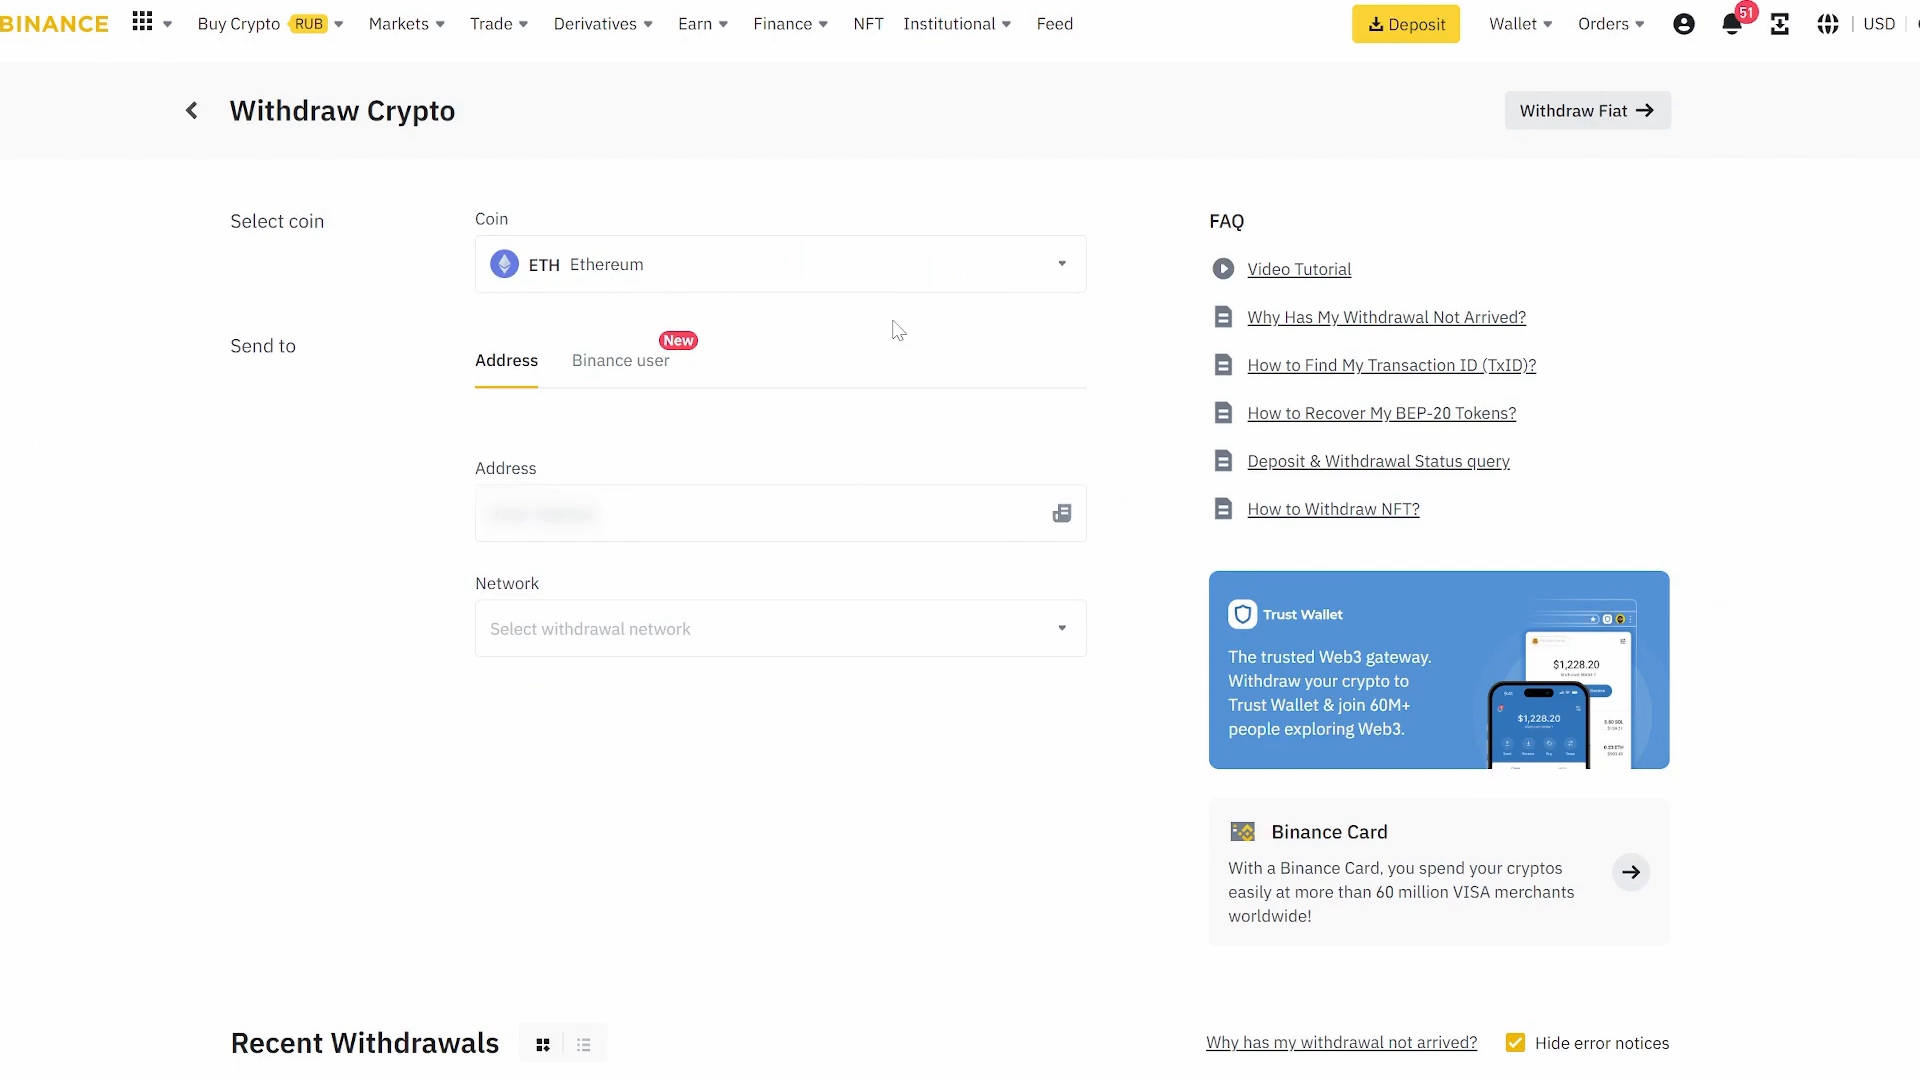 BINANCE
Buy Crypto RUB Markets Trade Derivatives Earn Finance NFT Institutional Feed
Deposit Wallet Orders 51 USD
Withdraw Crypto
Withdraw Fiat
Select coin
Coin
ETH Ethereum
Send to
Address
Binance user
New
Address
Network
Select withdrawal network
FAQ
Video Tutorial
Why Has My Withdrawal Not Arrived?
How to Find My Transaction ID (TxID)?
How to Recover My BEP-20 Tokens?
Deposit & Withdrawal Status query
How to Withdraw NFT?
Trust Wallet
The trusted Web3 gateway.
Withdraw your crypto to
Trust Wallet & join 60M+
people exploring Web3.
$1,228.20
$1,228.20
Binance Card
With a Binance Card, you spend your cryptos
easily at more than 60 million VISA merchants
worldwide!
Recent Withdrawals
Why has my withdrawal not arrived?
Hide error notices